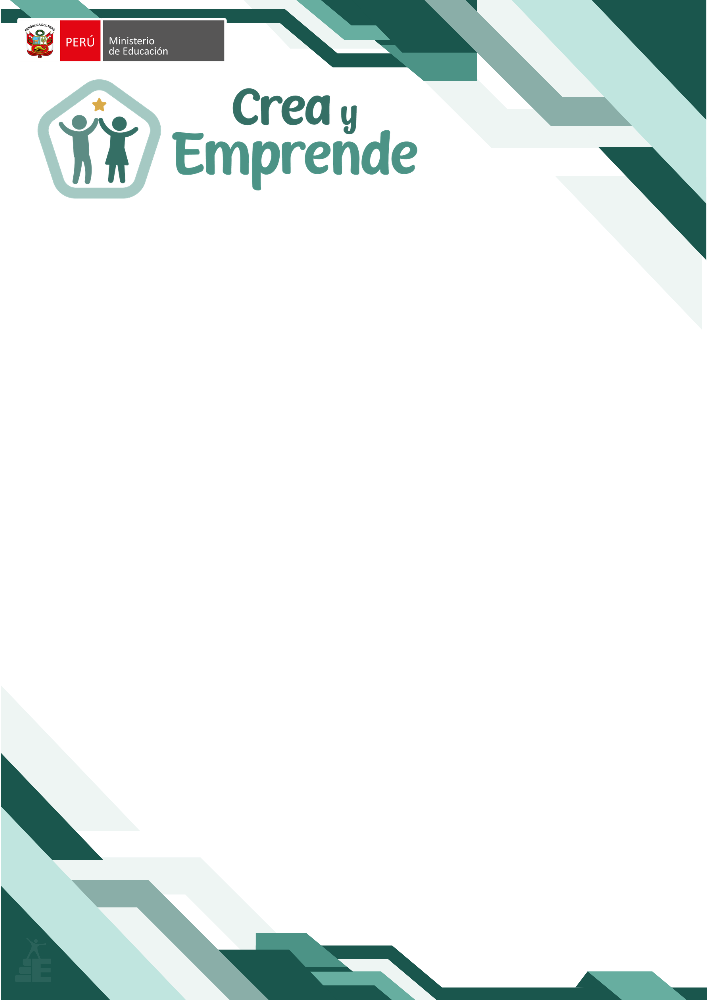 REPÚBLICA DEL PERÚ
PERÚ
Ministerio
de Educación
Crea y
Emprende
E